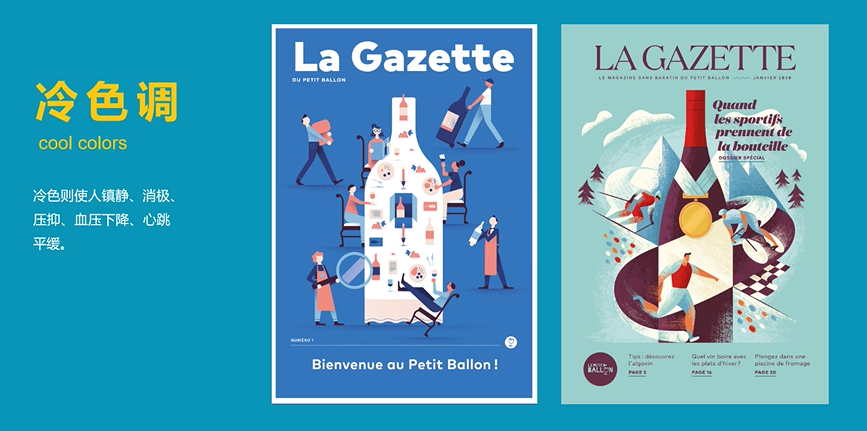 冷色调
cool colors
冷色则使人镇静、消极、
压抑、血压下降、心跳
平缓。
La Gazette
DU PETIT BALLON
NUMÉRO 1
Bienvenue au Petit Ballon !
LA GAZETTE
LE MAGAZINE SANS BARATIN DU PETIT BALLON
JANVIER 2020
Quand
les sportifs
prennent de
la bouteille
DOSSIER SPÉCIAL
LE PETIT
BALLON
Tips : découvrez
l'algovin
PAGE 5
Quel vin boire avec
les plats d'hiver ?
PAGE 16
Plongez dans une
piscine de fromage
PAGE 20